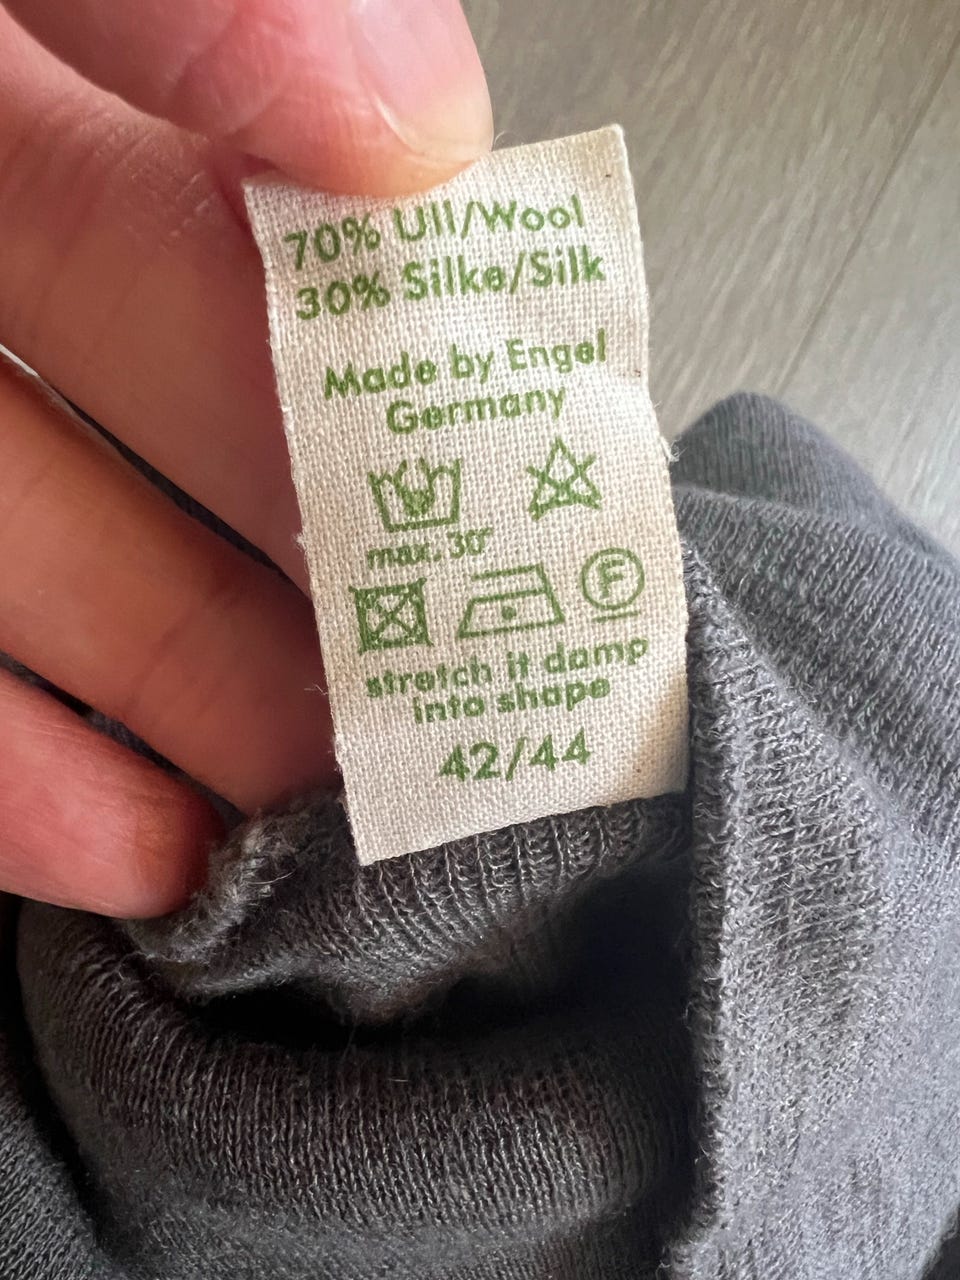 70% Ull/Wool
30% Silke/Silk
Made by Engel
Germany
max. 30°
F
stretch it damp
into shape
42/44